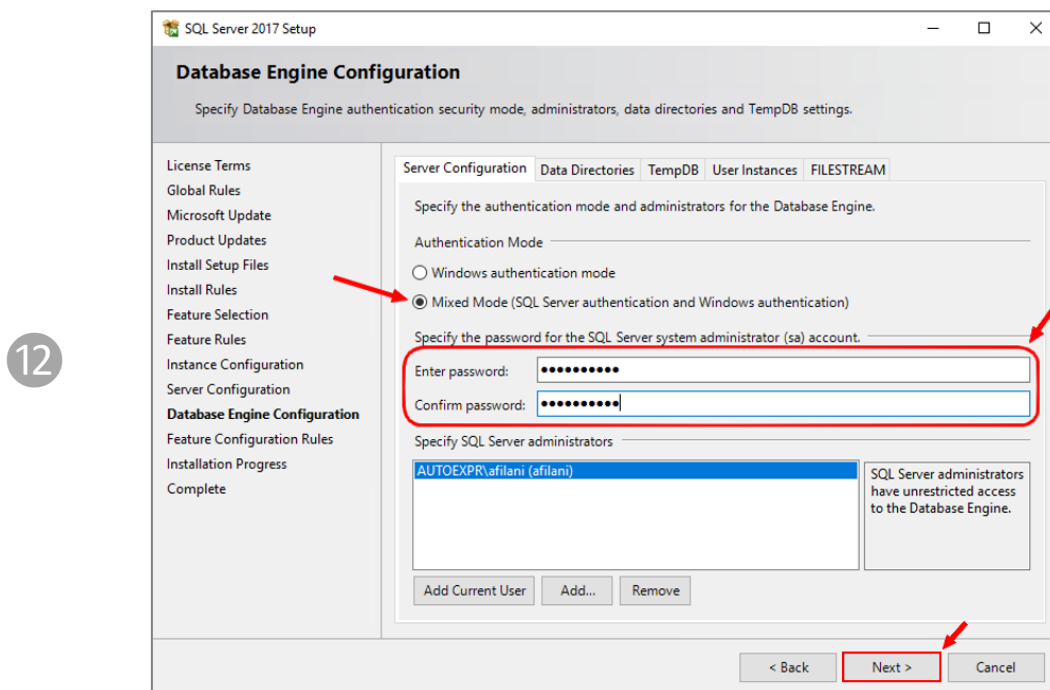 SQL Server 2017 Setup
Database Engine Configuration
Specify Database Engine authentication security mode, administrators, data directories and TempDB settings.
License Terms
Global Rules
Microsoft Update
Product Updates
Install Setup Files
Install Rules
Feature Selection
Feature Rules
Instance Configuration
Server Configuration
Database Engine Configuration
Feature Configuration Rules
Installation Progress
Complete
Server Configuration Data Directories TempDB User Instances FILESTREAM
Specify the authentication mode and administrators for the Database Engine.
Authentication Mode
Windows authentication mode
Mixed Mode (SQL Server authentication and Windows authentication)
Specify the password for the SQL Server system administrator (sa) account.
Enter password: ●●●●●●●●●●
Confirm password: ●●●●●●●●●●
Specify SQL Server administrators
AUTOEXPR\afilani (afilani)
SQL Server administrators
have unrestricted access
to the Database Engine.
Add Current User Add... Remove
< Back Next > Cancel
12